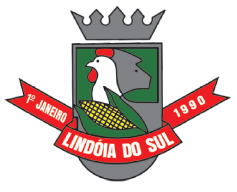 1º JANEIRO
LINDÓIA DO SUL
1990